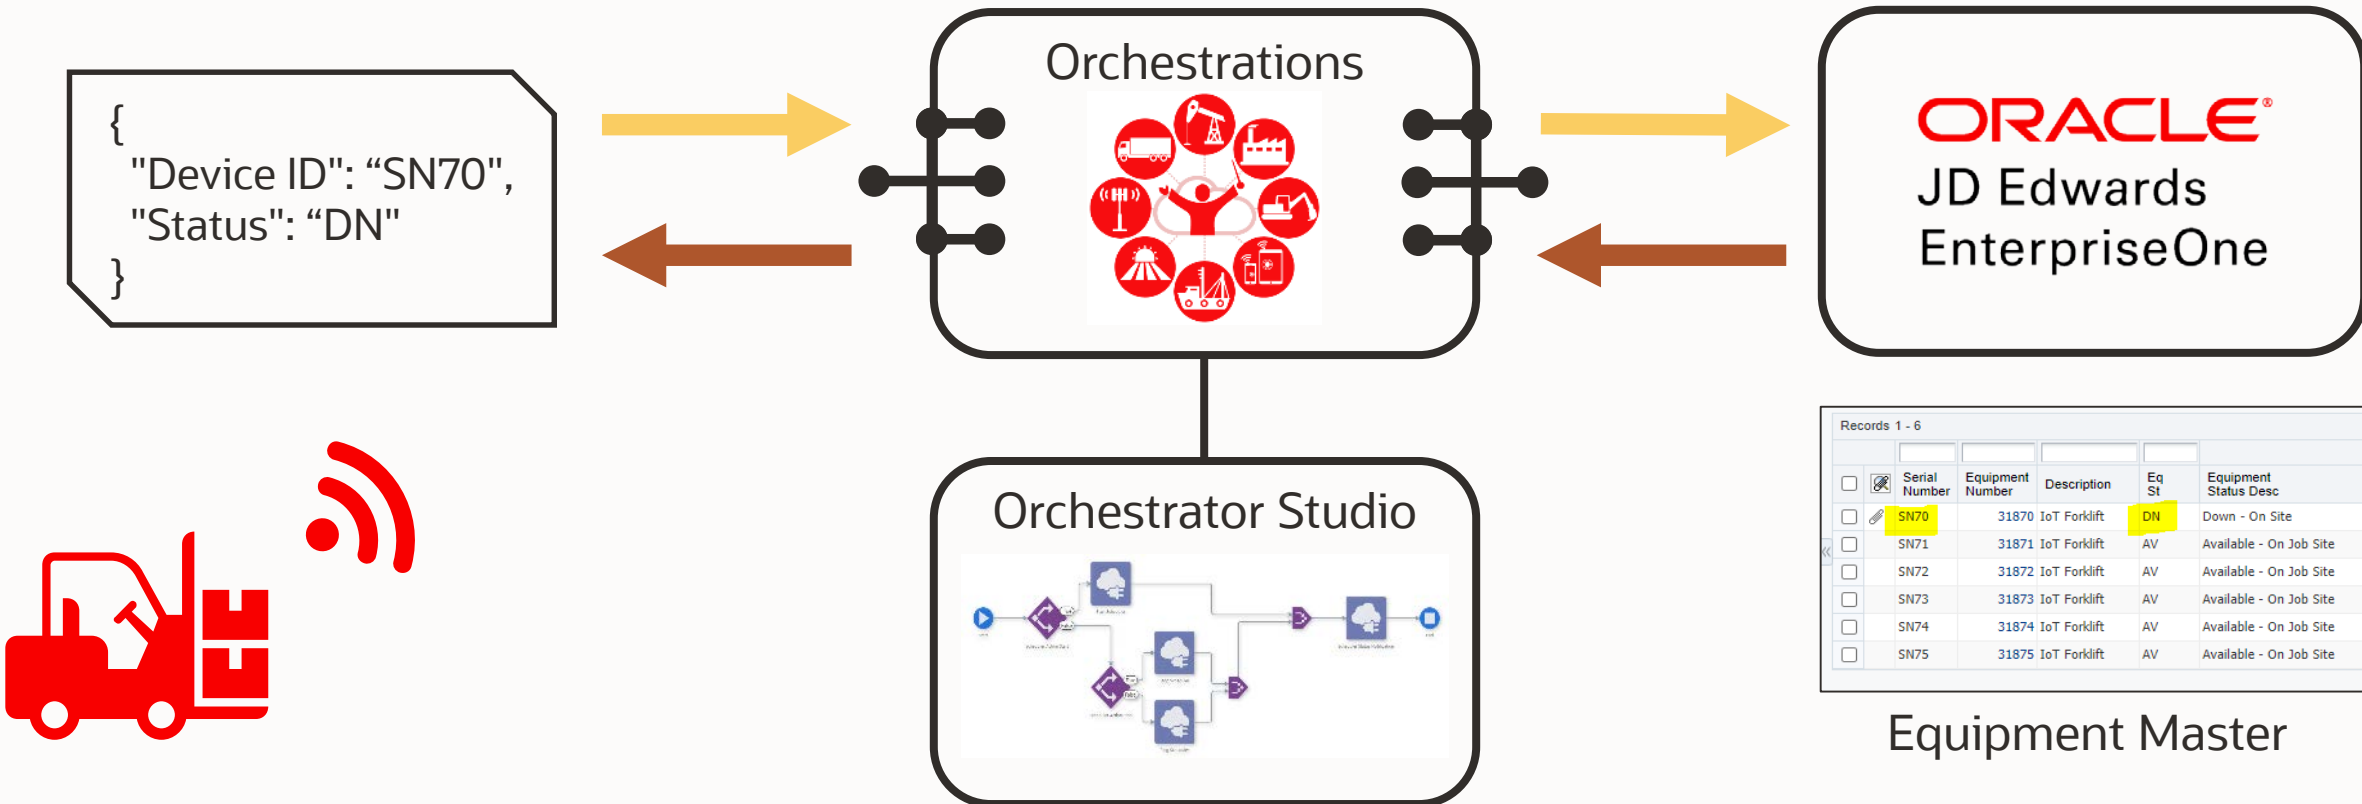 {
"Device ID": “SN70",
"Status": “DN"
}
Orchestrations
ORACLE®
JD Edwards
EnterpriseOne
Orchestrator Studio
Records 1 - 6
Serial Number Equipment Number Description Eq St Equipment Status Desc
SN70 31870 IoT Forklift DN Down - On Site
SN71 31871 IoT Forklift AV Available - On Job Site
SN72 31872 IoT Forklift AV Available - On Job Site
SN73 31873 IoT Forklift AV Available - On Job Site
SN74 31874 IoT Forklift AV Available - On Job Site
SN75 31875 IoT Forklift AV Available - On Job Site
Equipment Master